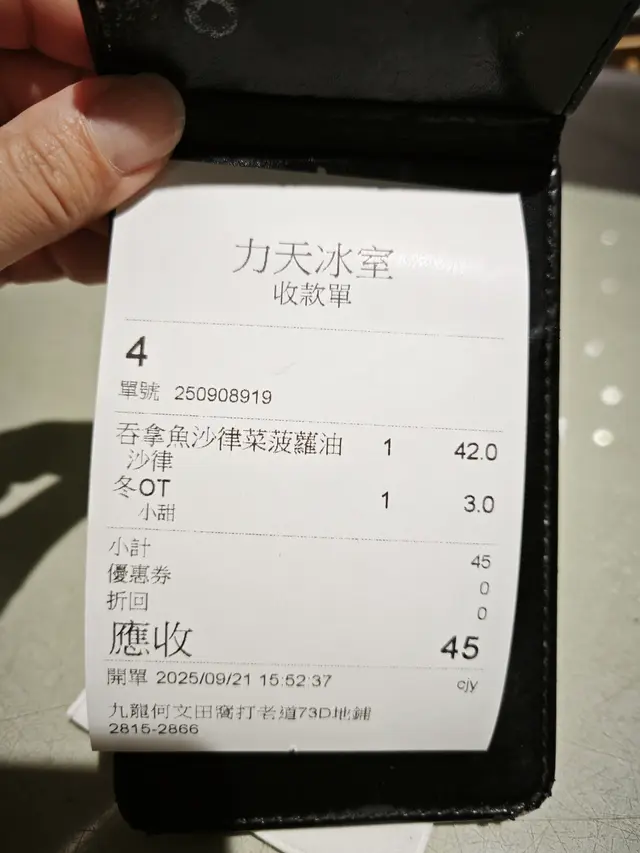 力天冰室
收款單
4
單號 250908919
吞拿魚沙律菜菠蘿油 1 42.0
沙律
冬OT 1 3.0
小甜
小計 45
優惠券 0
折回 0
應收 45
開單 2025/09/21 15:52:37 cjy
九龍何文田窩打老道73D地鋪
2815-2866